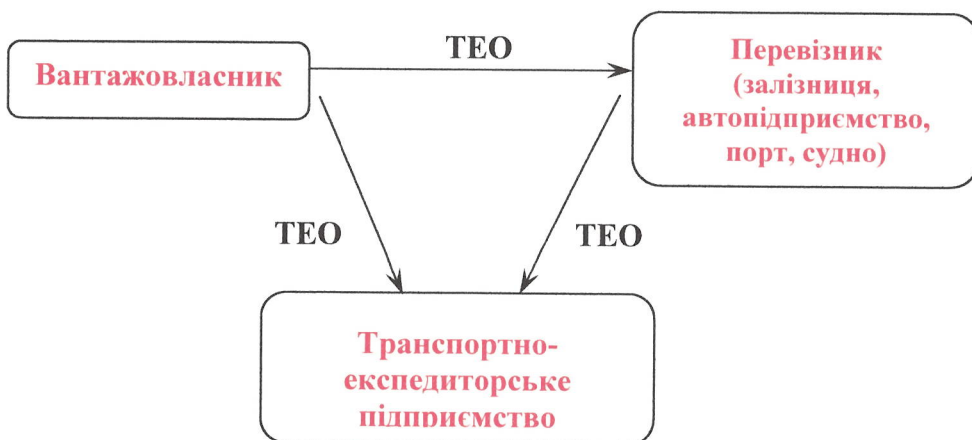 ТЕО
Вантажовласник
Перевізник
(залізниця,
автопідприємство,
порт, судно)
ТЕО
ТЕО
Транспортно-
експедиторське
підприємство